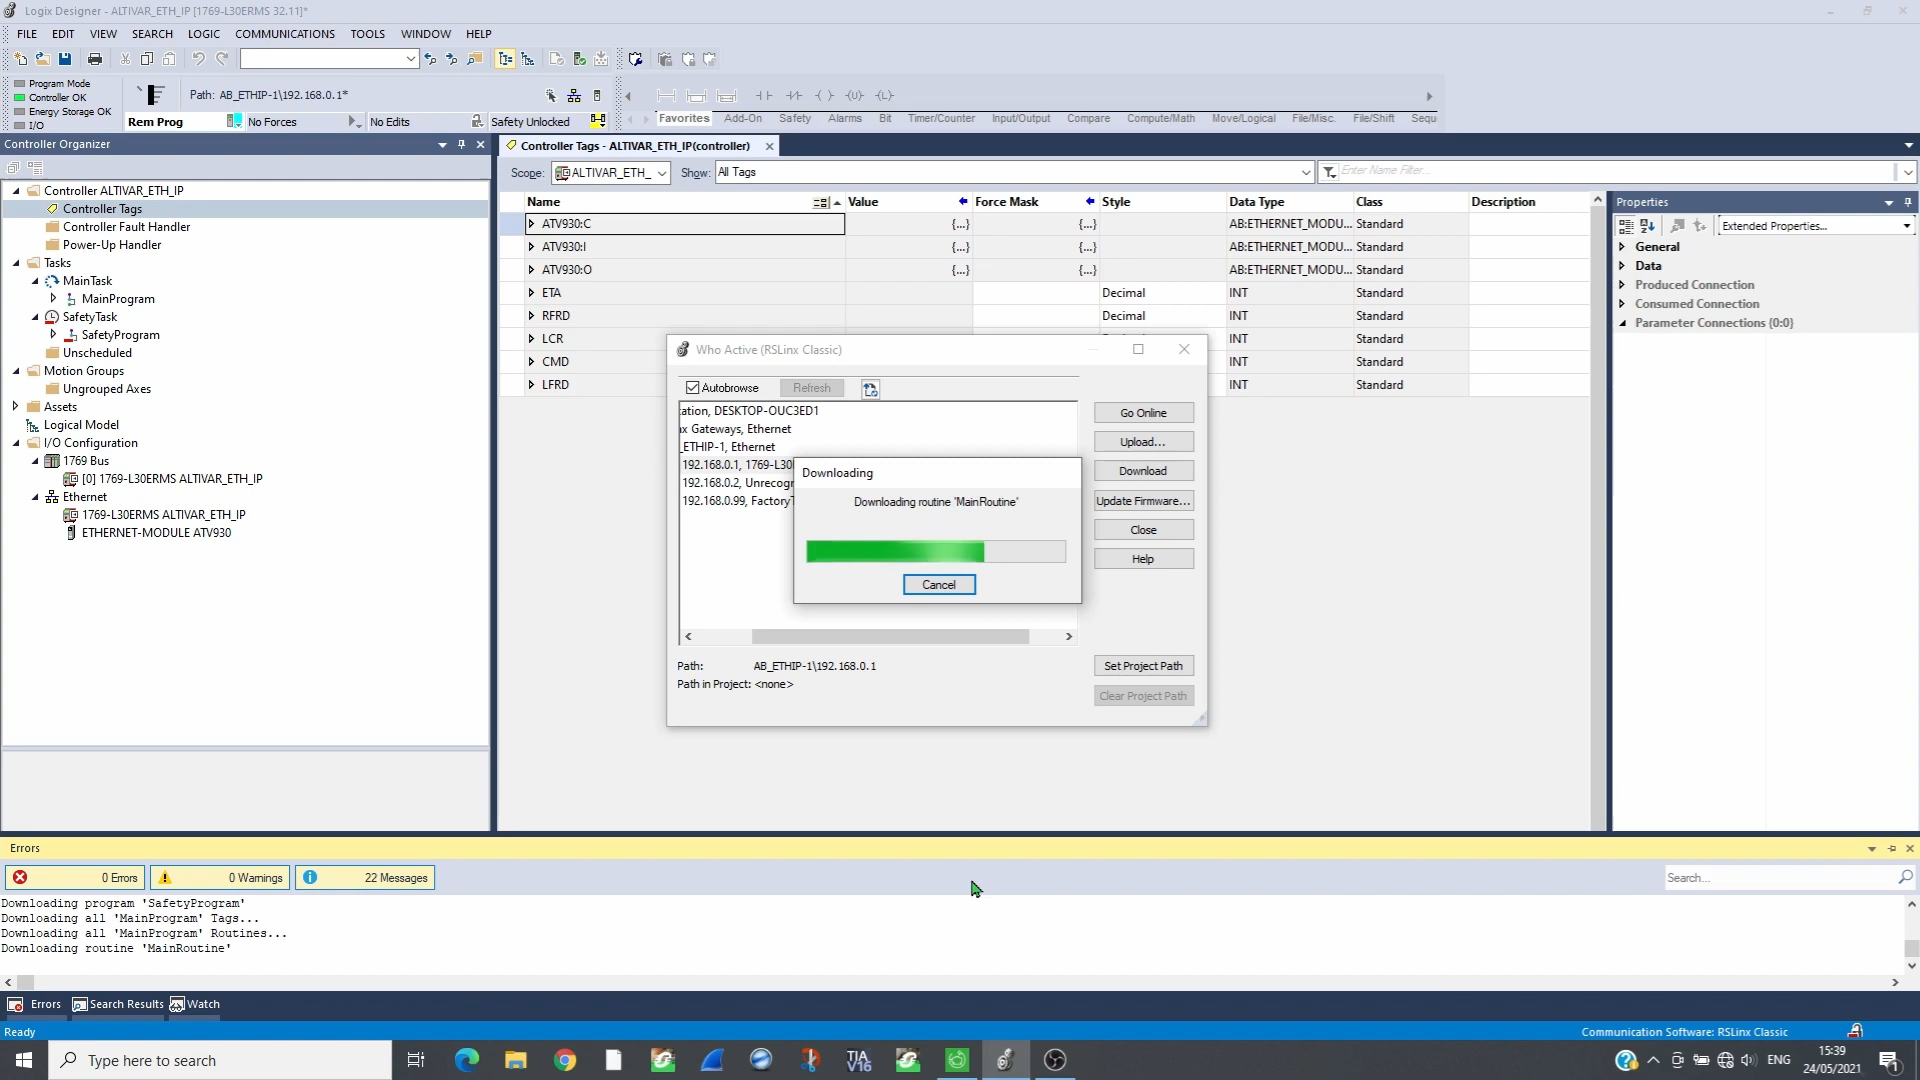 Logix Designer - ALTIVAR_ETH_IP [1769-L30ERMS 32.11]*
FILE EDIT VIEW SEARCH LOGIC COMMUNICATIONS TOOLS WINDOW HELP
Program Mode
Controller OK
Energy Storage OK
I/O
Path: AB_ETHIP-1\192.168.0.1*
Rem Prog No Forces No Edits Safety Unlocked
Favorites Add-On Safety Alarms Bit Timer/Counter Input/Output Compare Compute/Math Move/Logical File/Misc. File/Shift Sequ
Controller Organizer
Controller ALTIVAR_ETH_IP
Controller Tags
Controller Fault Handler
Power-Up Handler
Tasks
MainTask
MainProgram
SafetyTask
SafetyProgram
Unscheduled
Motion Groups
Ungrouped Axes
Assets
Logical Model
I/O Configuration
1769 Bus
[0] 1769-L30ERMS ALTIVAR_ETH_IP
Ethernet
1769-L30ERMS ALTIVAR_ETH_IP
ETHERNET-MODULE ATV930
Controller Tags - ALTIVAR_ETH_IP(controller)
Scope: ALTIVAR_ETH_ Show: All Tags Enter Name Filter...
Name Value Force Mask Style Data Type Class Description
ATV930:C {...} {...} AB:ETHERNET_MODU... Standard
ATV930:I {...} {...} AB:ETHERNET_MODU... Standard
ATV930:O {...} {...} AB:ETHERNET_MODU... Standard
ETA Decimal INT Standard
RFRD Decimal INT Standard
LCR INT Standard
CMD INT Standard
LFRD INT Standard
Properties
Extended Properties...
General
Data
Produced Connection
Consumed Connection
Parameter Connections {0:0}
Who Active (RSLinx Classic)
Autobrowse Refresh
ation, DESKTOP-OUC3ED1
x Gateways, Ethernet
_ETHIP-1, Ethernet
192.168.0.1, 1769-L30
192.168.0.2, Unrecogn
192.168.0.99, FactoryT
Go Online
Upload...
Download
Update Firmware...
Close
Help
Downloading
Downloading routine 'MainRoutine'
Cancel
Path: AB_ETHIP-1\192.168.0.1
Path in Project: <none>
Set Project Path
Clear Project Path
Errors
0 Errors 0 Warnings 22 Messages Search...
Downloading program 'SafetyProgram'
Downloading all 'MainProgram' Tags...
Downloading all 'MainProgram' Routines...
Downloading routine 'MainRoutine'
Errors Search Results Watch
Ready Communication Software: RSLinx Classic
Type here to search
TIA V16
ENG
15:39
24/05/2021
1